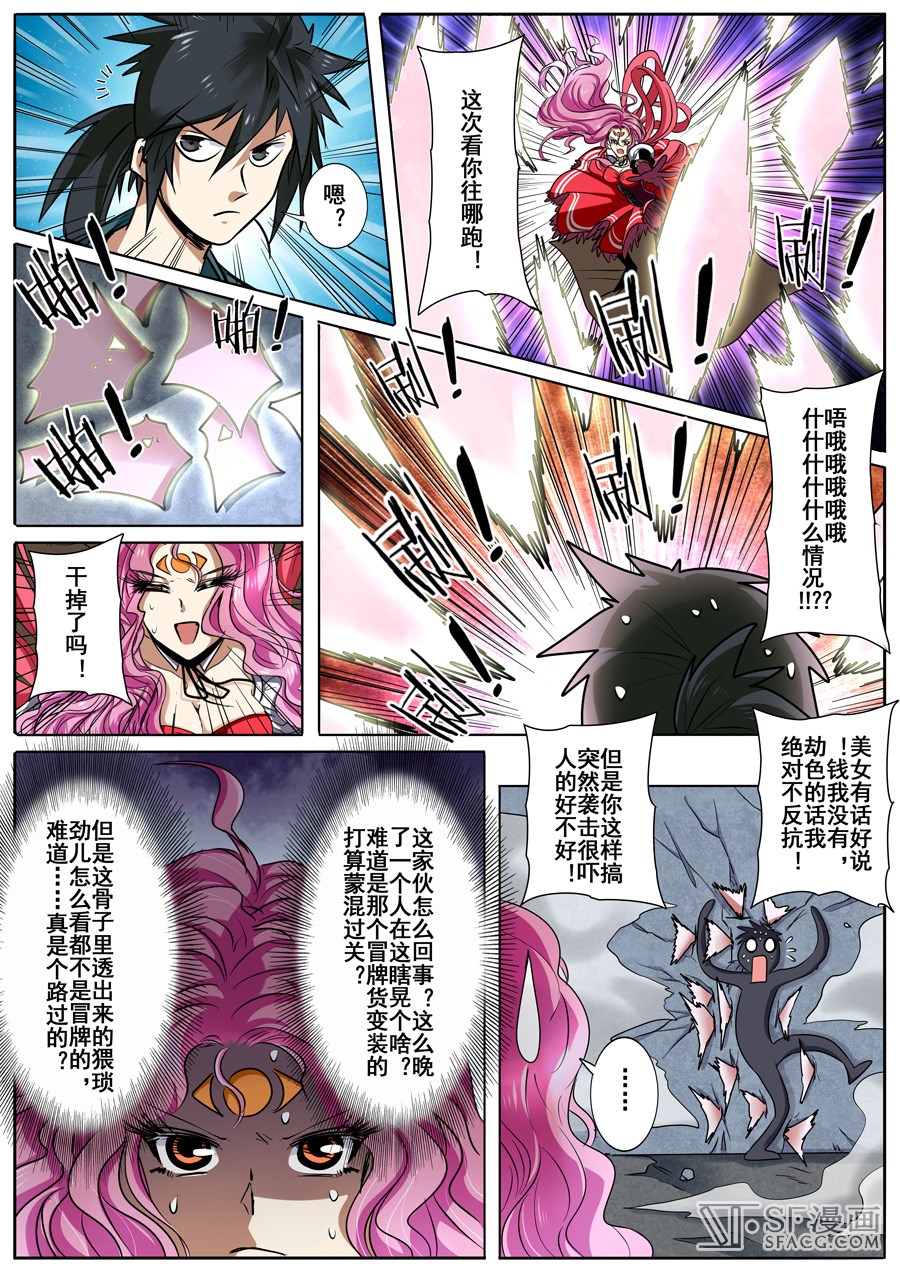 这次看你往哪跑！
刷！
刷！
嗯？
唔哦哦哦哦哦
什什什什什么情况!!??
刷！
刷！
刷！
刷！
啪！
啪！
啪！
干掉了吗！
美女有话好说
！钱我没有，
劫色的话我
绝对不反抗！
但是你这样搞
突然袭击很吓
人的好不好！
……
这家伙怎么回事？这么晚
了一个人在这瞎晃个啥？
难道是那个冒牌货变装的
打算蒙混过关？
但是这骨子里透出来的猥琐
劲儿怎么看都不是冒牌的，
难道……真是个路过的？
SF漫画
SFACG.COM